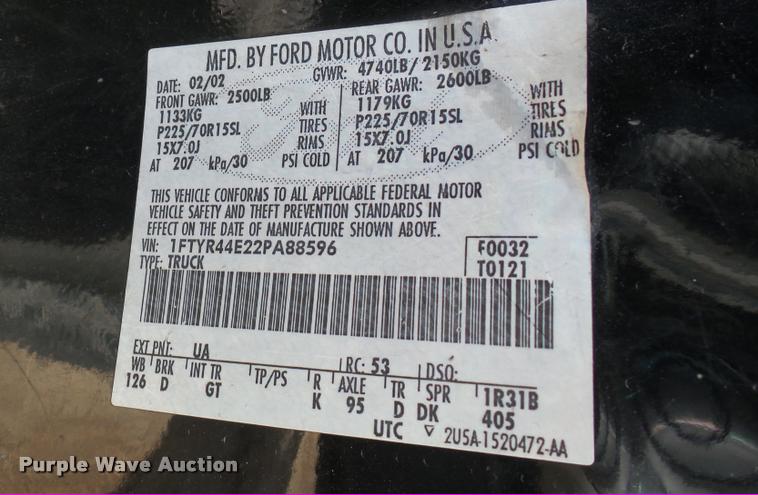 MFD. BY FORD MOTOR CO. IN U.S.A
DATE: 02/02 GVWR: 4740LB/ 2150KG
FRONT GAWR: 2500LB REAR GAWR: 2600LB
1133KG WITH 1179KG WITH
P225/70R15SL TIRES P225/70R15SL TIRES
15X7.0J RIMS 15X7.0J RIMS
AT 207 kPa/30 PSI COLD AT 207 kPa/30 PSI COLD
THIS VEHICLE CONFORMS TO ALL APPLICABLE FEDERAL MOTOR
VEHICLE SAFETY AND THEFT PREVENTION STANDARDS IN
EFFECT ON THE DATE OF MANUFACTURE SHOWN ABOVE.
VIN: 1FTYR44E22PA88596 F0032
TYPE: TRUCK T0121
EXT PNT: UA RC: 53 DSO:
WB BRK INT TR TP/PS R AXLE TR SPR 1R31B
126 D GT K 95 D DK 405
UTC ▽ 2U5A-1520472-AA
Purple Wave Auction